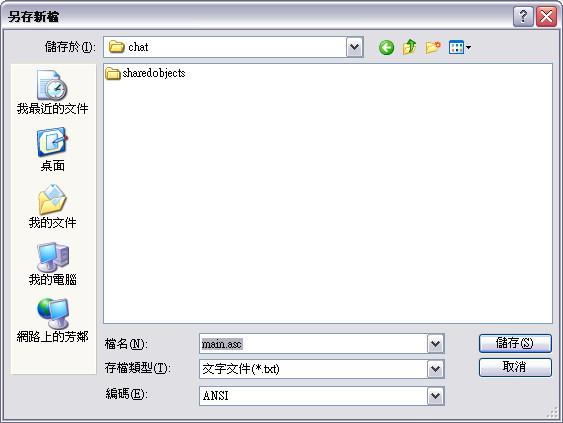 另存新檔
儲存於(I):
chat
sharedobjects
我最近的文件
桌面
我的文件
我的電腦
網路上的芳鄰
檔名(N):
main.asc
儲存(S)
存檔類型(T):
文字文件(*.txt)
取消
編碼(E):
ANSI